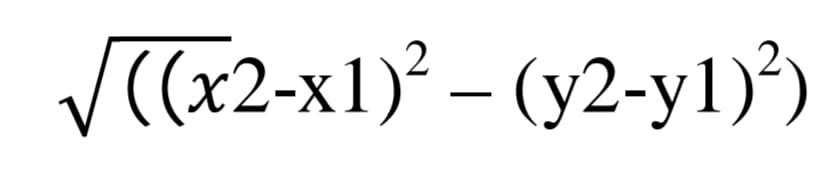 √((x2-x1)² – (y2-y1)²)